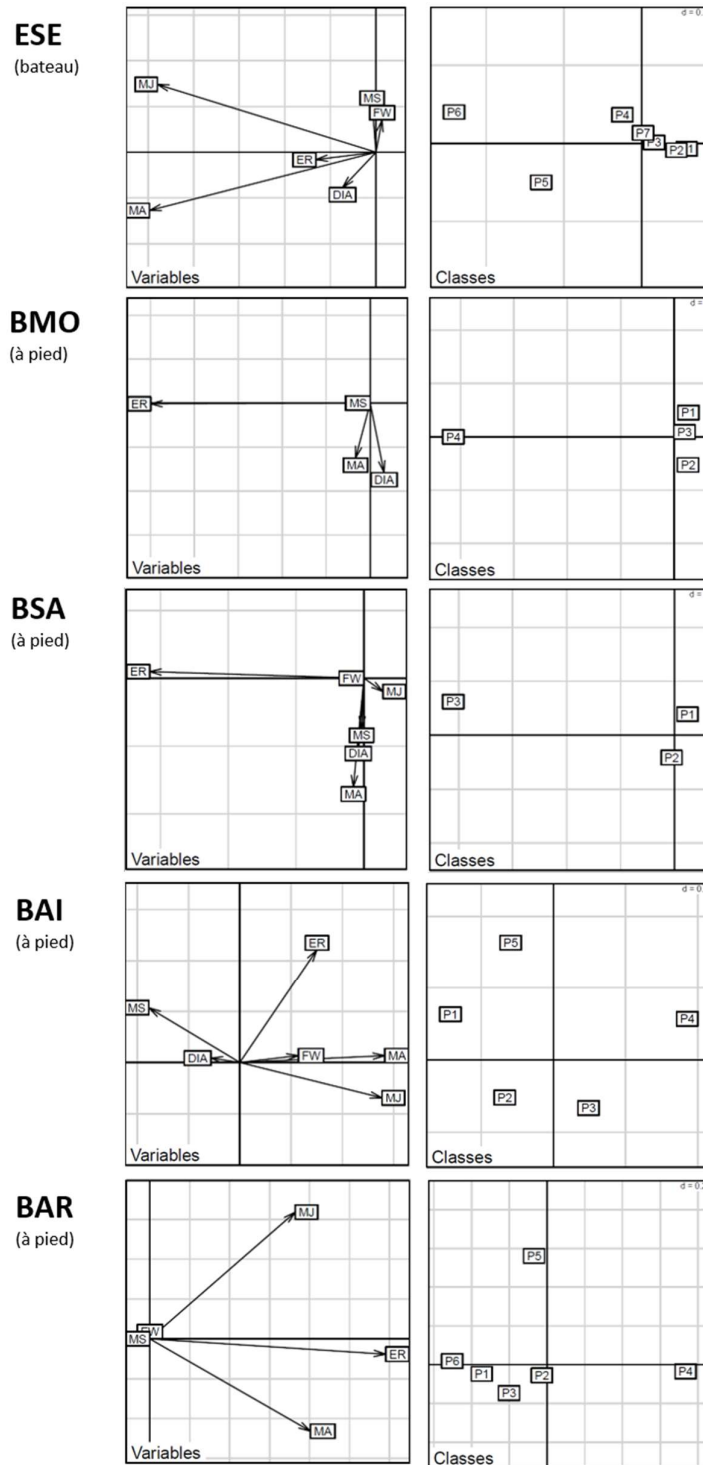 ESE
(bateau)
MJ
MS
FW
ER
DIA
MA
Variables
P6
P4
P7
P3
P2
P5
Classes
BMO
(à pied)
ER
MS
MA
DIA
Variables
P1
P3
P4
P2
Classes
BSA
(à pied)
ER
FW
MJ
MS
DIA
MA
Variables
P3
P1
P2
Classes
BAI
(à pied)
ER
MS
DIA
FW
MA
MJ
Variables
P5
P1
P4
P2
P3
Classes
BAR
(à pied)
MJ
FW
MS
ER
MA
Variables
P5
P6
P1
P2
P4
P3
Classes